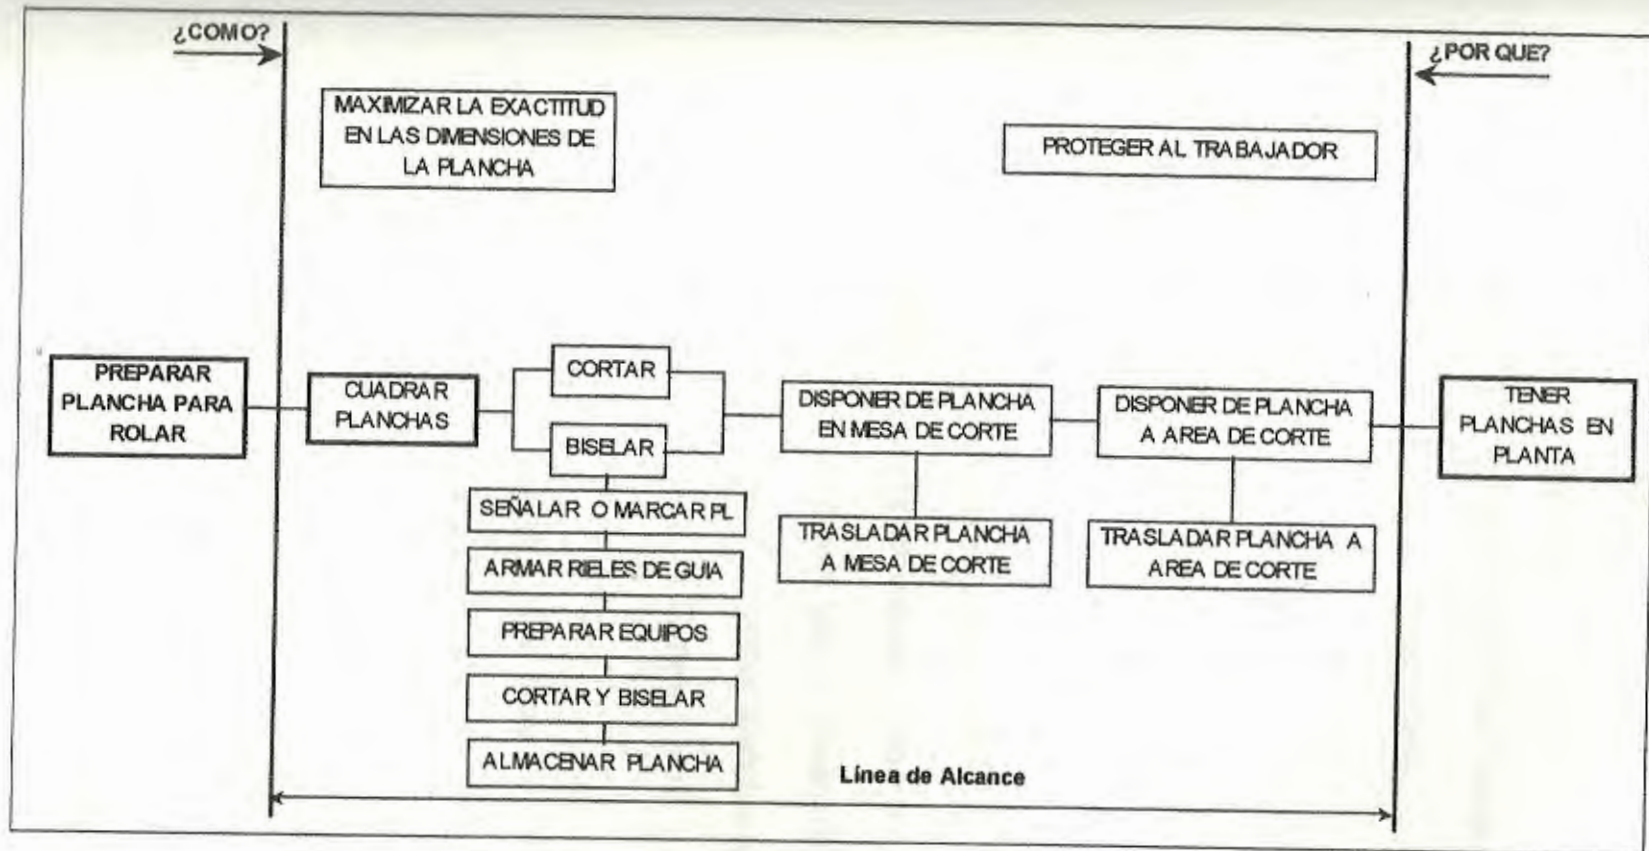 ¿COMO?
¿POR QUE?
MAXIMIZAR LA EXACTITUD
EN LAS DIMENSIONES DE
LA PLANCHA
PROTEGER AL TRABAJADOR
PREPARAR
PLANCHA PARA
ROLAR
CUADRAR
PLANCHAS
CORTAR
BISELAR
SEÑALAR O MARCAR PL
ARMAR RIELES DE GUIA
PREPARAR EQUIPOS
CORTAR Y BISELAR
ALMACENAR PLANCHA
DISPONER DE PLANCHA
EN MESA DE CORTE
TRASLADAR PLANCHA
A MESA DE CORTE
DISPONER DE PLANCHA
A AREA DE CORTE
TRASLADAR PLANCHA A
AREA DE CORTE
TENER
PLANCHAS EN
PLANTA
Línea de Alcance